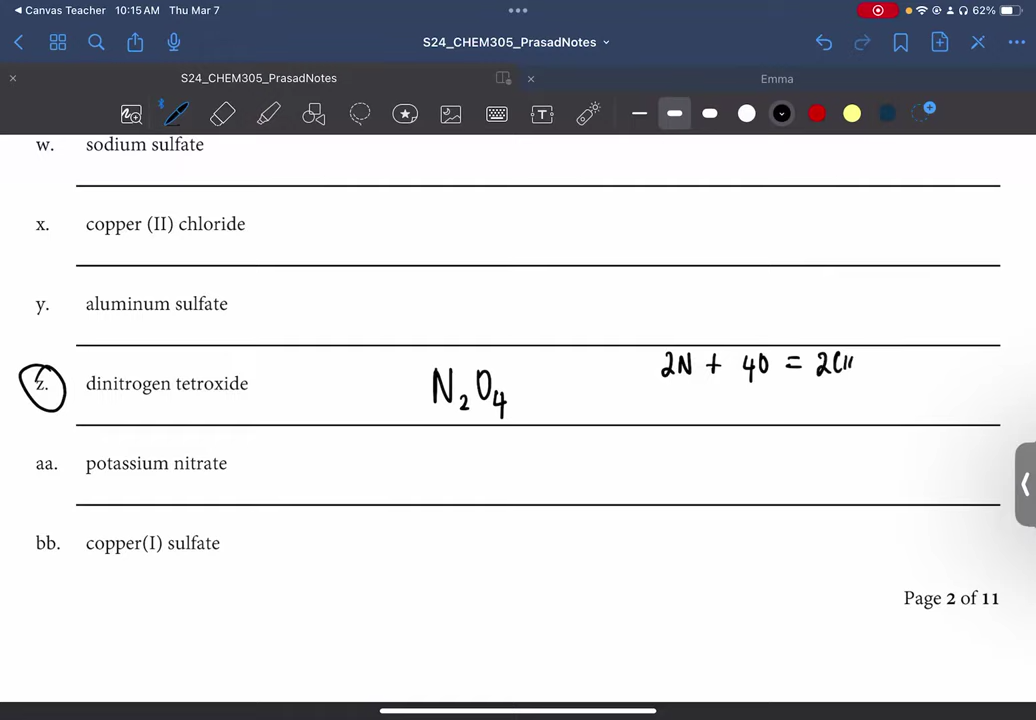 Canvas Teacher 10:15 AM Thu Mar 7 62%
S24_CHEM305_PrasadNotes
S24_CHEM305_PrasadNotes Emma
w. sodium sulfate
x. copper (II) chloride
y. aluminum sulfate
z. dinitrogen tetroxide N₂O₄ 2N + 4O =
aa. potassium nitrate
bb. copper(I) sulfate
Page 2 of 11